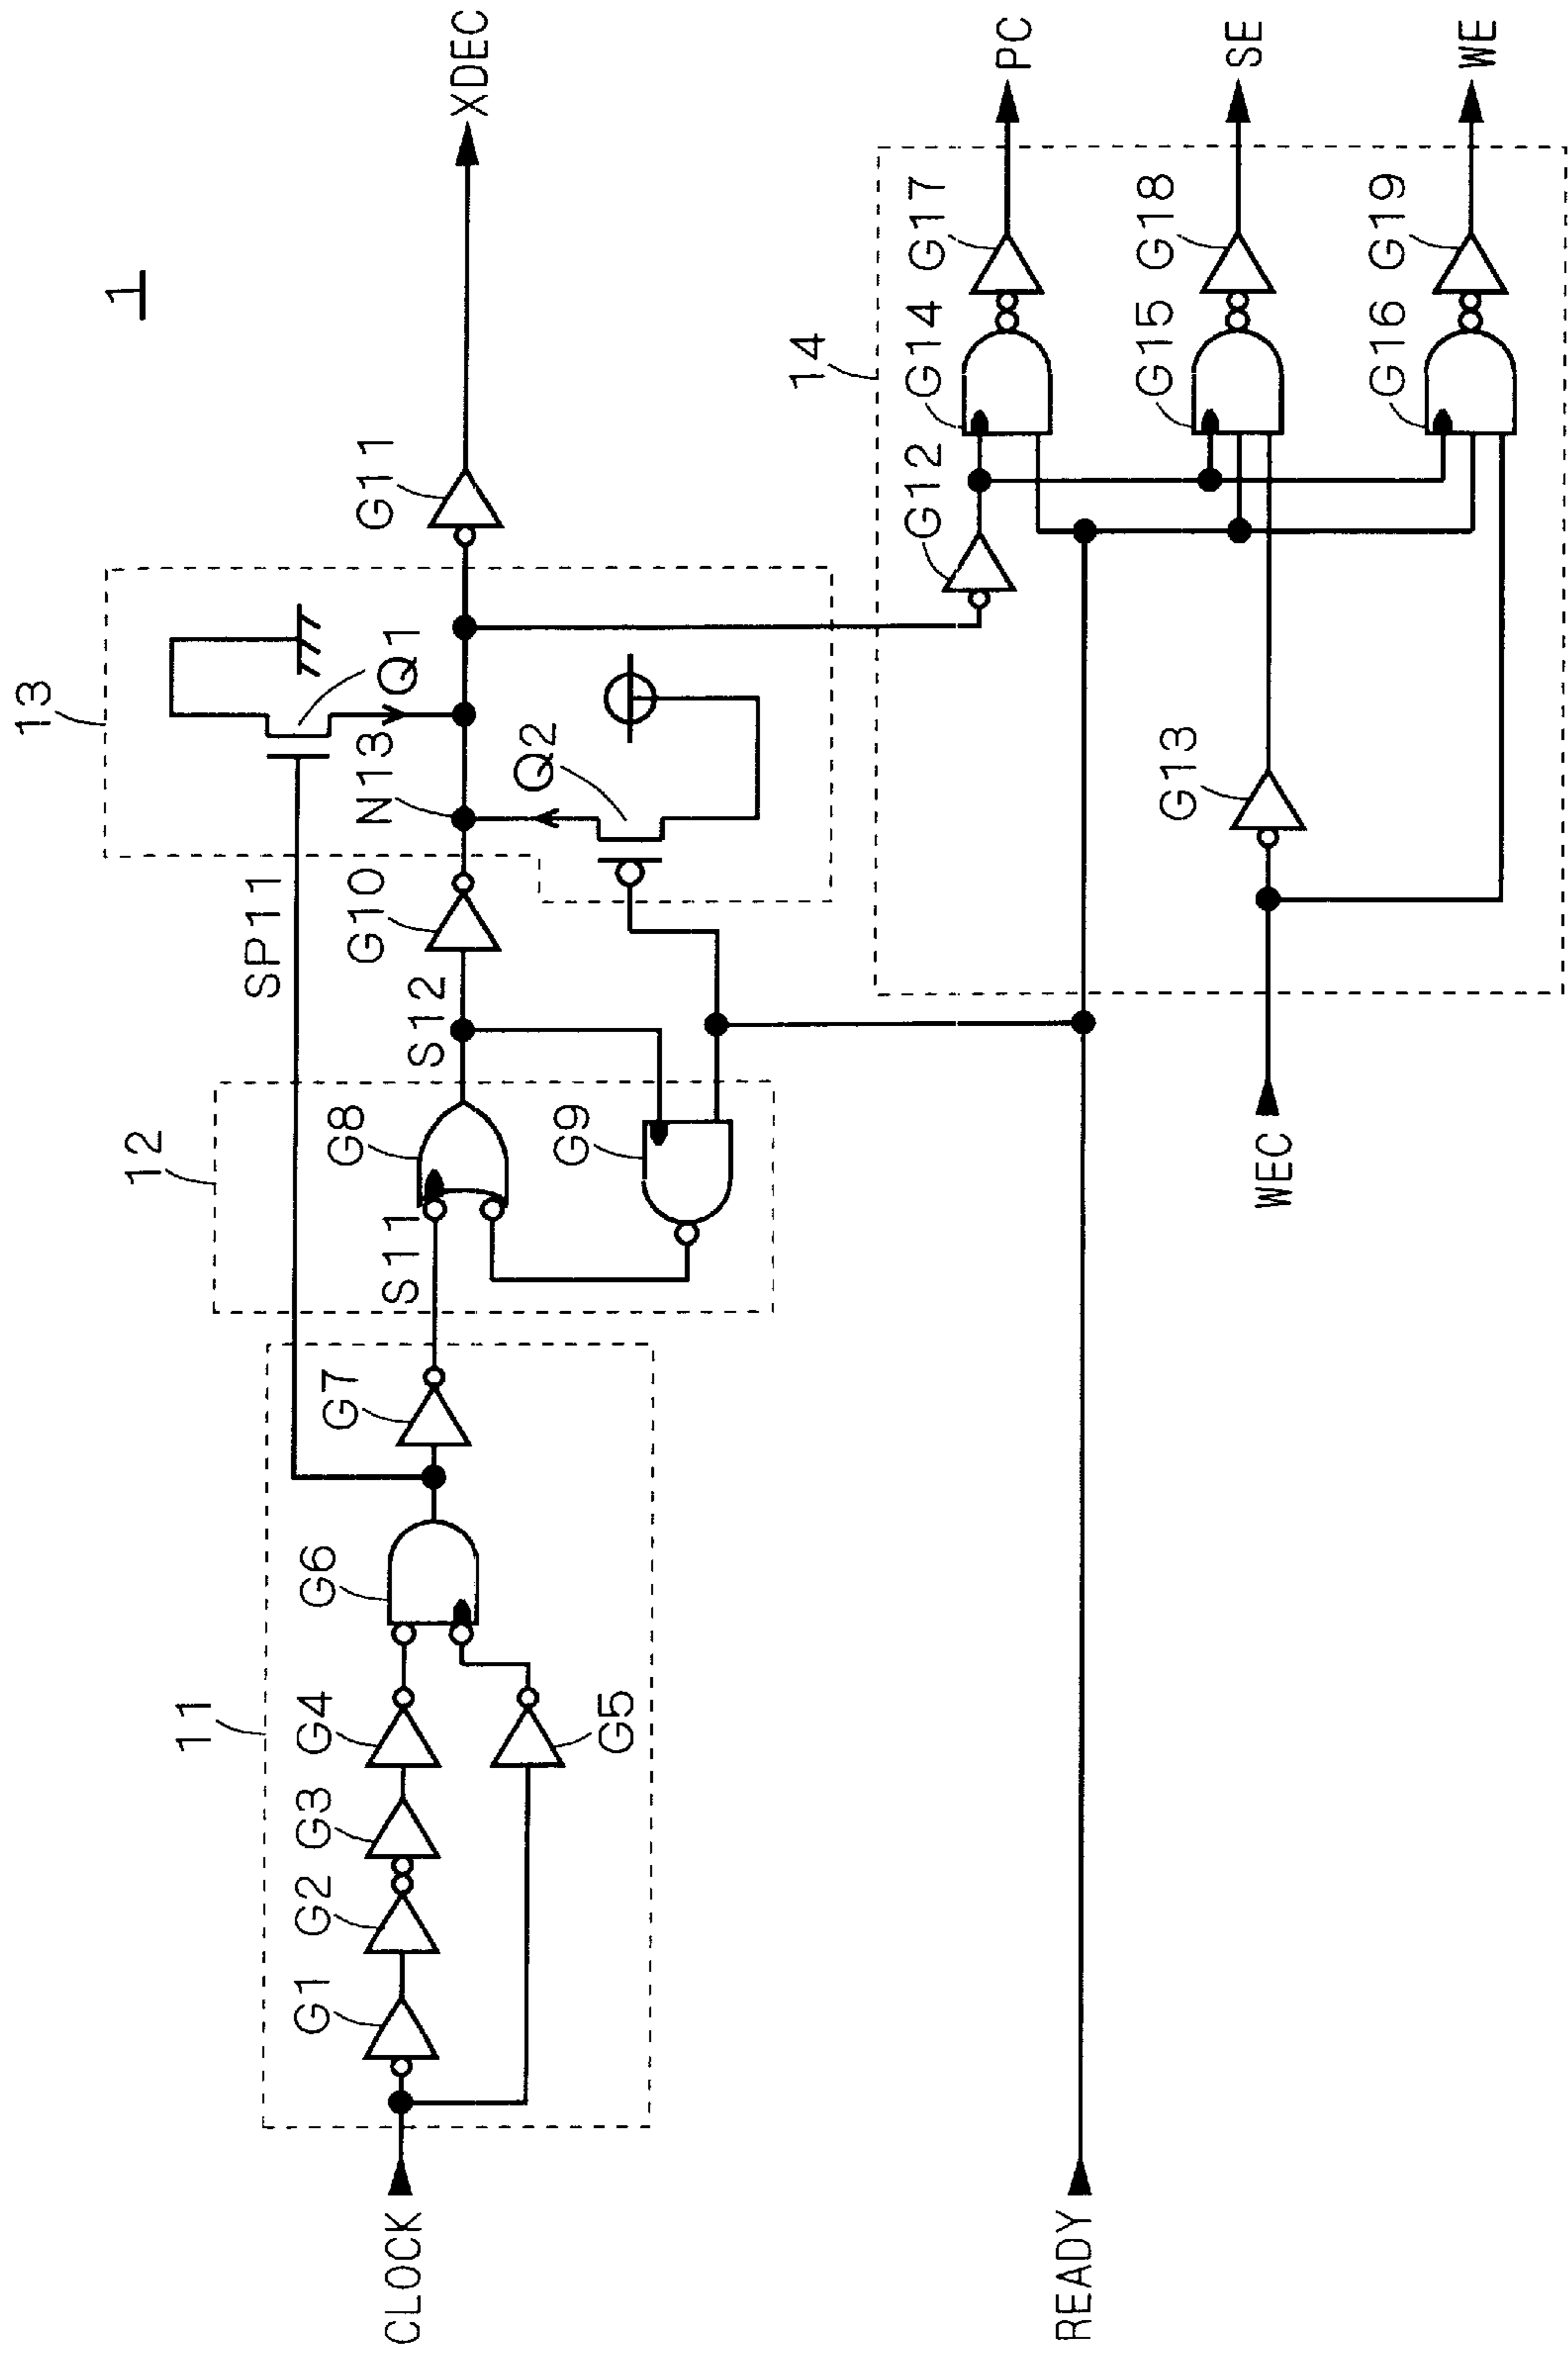 1
11
12
13
14
CLOCK
G1
G2
G3
G4
G5
G6
G7
SP11
S11
G8
G9
S12
G10
N13
Q1
Q2
G11
XDEC
READY
WEC
G12
G13
G14
G15
G16
G17
G18
G19
PC
SE
WE